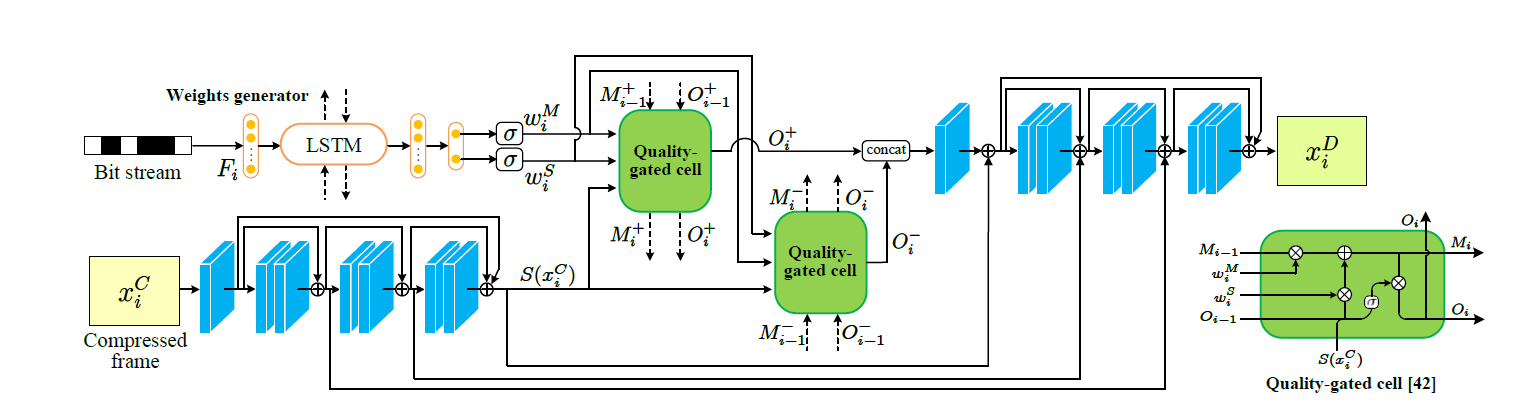 Weights generator
Bit stream
F_i
LSTM
σ
σ
w_i^M
w_i^S
M_{i-1}^+
O_{i-1}^+
Quality-
gated cell
M_i^+
O_i^+
O_i^+
concat
M_i^-
O_i^-
Quality-
gated cell
O_i^-
M_{i-1}^-
O_{i-1}^-
x_i^C
Compressed
frame
S(x_i^C)
x_i^D
O_i
M_{i-1}
M_i
w_i^M
w_i^S
σ
O_{i-1}
O_i
S(x_i^C)
Quality-gated cell [42]